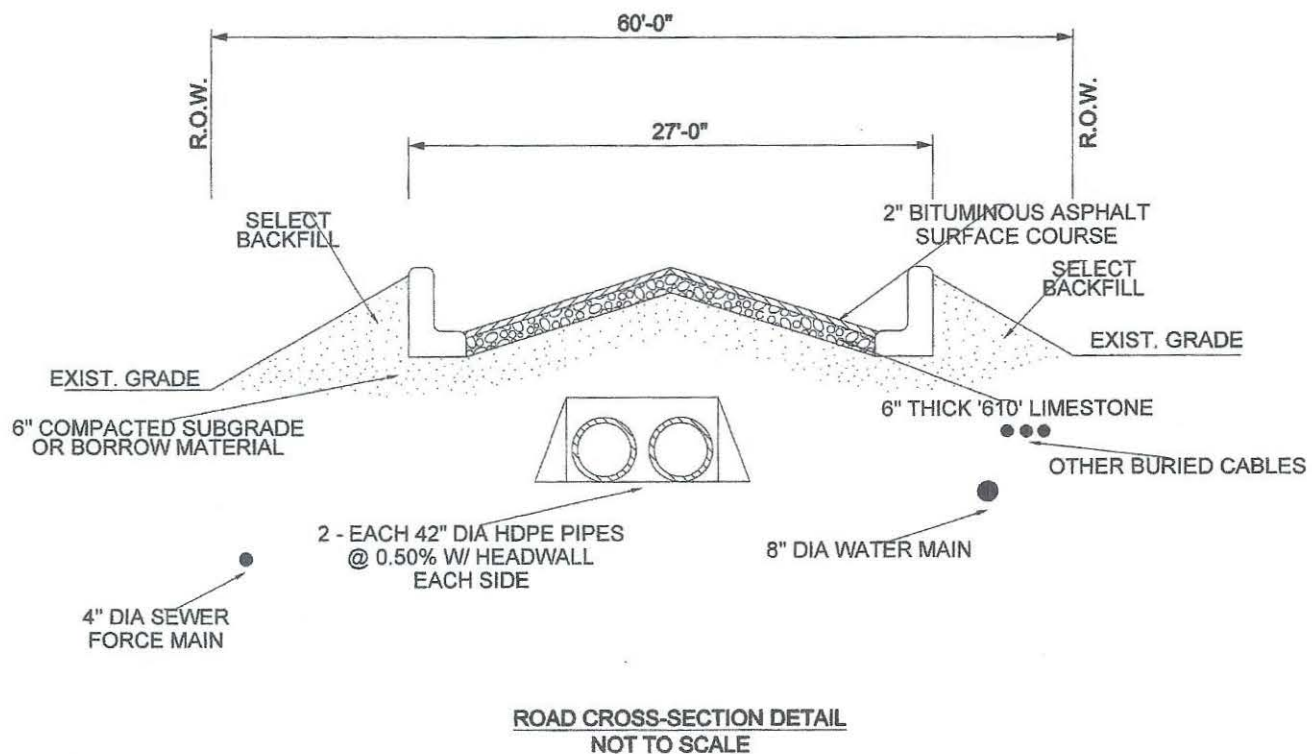 60'-0"
R.O.W.
R.O.W.
27'-0"
SELECT
BACKFILL
2" BITUMINOUS ASPHALT
SURFACE COURSE
SELECT
BACKFILL
EXIST. GRADE
EXIST. GRADE
6" COMPACTED SUBGRADE
OR BORROW MATERIAL
6" THICK '610' LIMESTONE
OTHER BURIED CABLES
2 - EACH 42" DIA HDPE PIPES
@ 0.50% W/ HEADWALL
EACH SIDE
8" DIA WATER MAIN
4" DIA SEWER
FORCE MAIN
ROAD CROSS-SECTION DETAIL
NOT TO SCALE